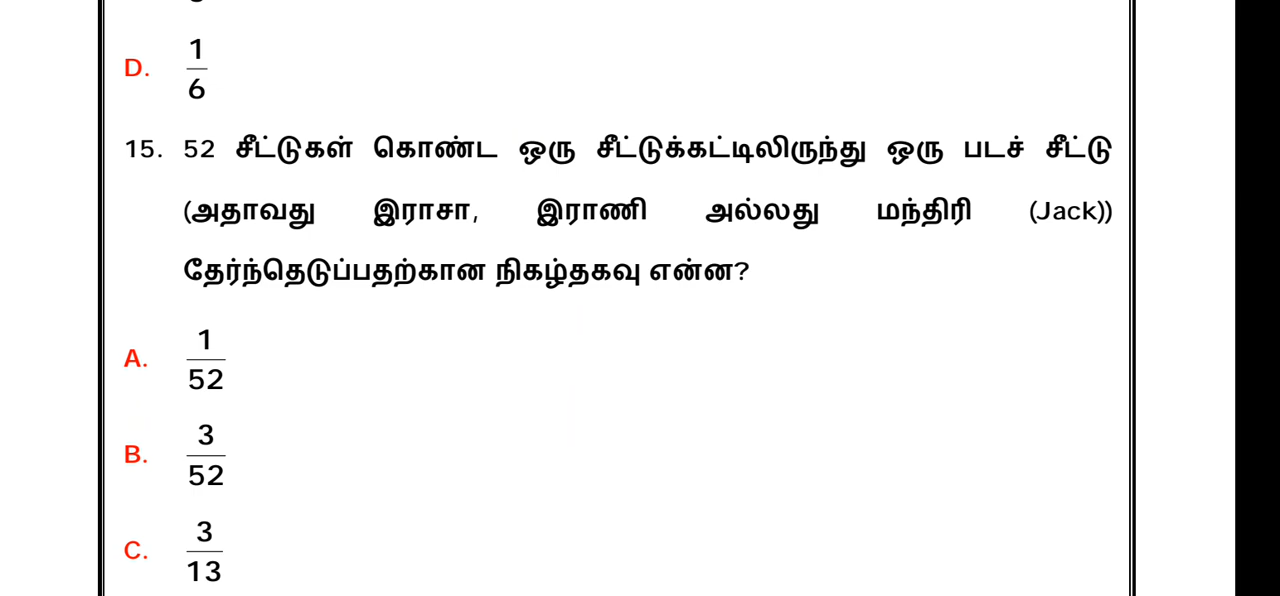 D. 1/6
15. 52 சீட்டுகள் கொண்ட ஒரு சீட்டுக்கட்டிலிருந்து ஒரு படச் சீட்டு
(அதாவது இராசா, இராணி அல்லது மந்திரி (Jack))
தேர்ந்தெடுப்பதற்கான நிகழ்தகவு என்ன?
A. 1/52
B. 3/52
C. 3/13